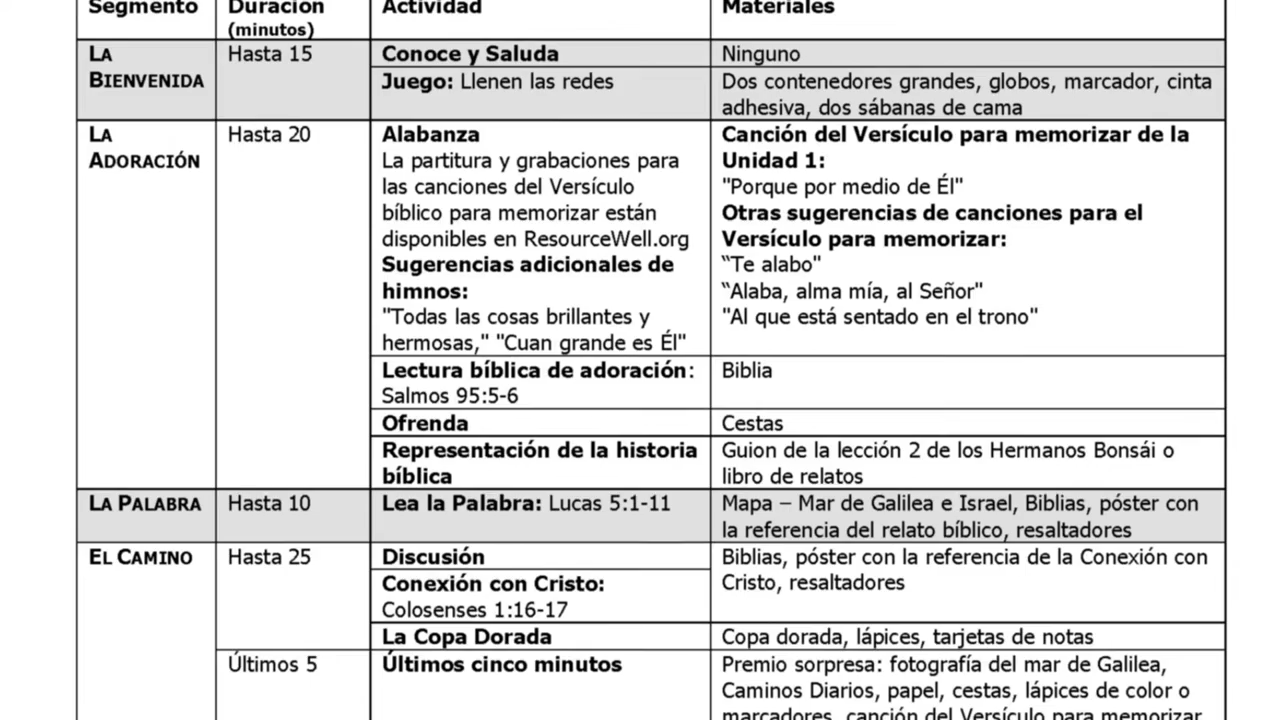 Segmento Duración Actividad Materiales
(minutos)
LA Hasta 15 Conoce y Saluda Ninguno
BIENVENIDA Juego: Llenen las redes Dos contenedores grandes, globos, marcador, cinta
adhesiva, dos sábanas de cama
LA Hasta 20 Alabanza Canción del Versículo para memorizar de la
ADORACIÓN La partitura y grabaciones para Unidad 1:
las canciones del Versículo "Porque por medio de Él"
bíblico para memorizar están Otras sugerencias de canciones para el
disponibles en ResourceWell.org Versículo para memorizar:
Sugerencias adicionales de “Te alabo"
himnos: “Alaba, alma mía, al Señor"
"Todas las cosas brillantes y "Al que está sentado en el trono"
hermosas," "Cuan grande es Él"
Lectura bíblica de adoración: Biblia
Salmos 95:5-6
Ofrenda Cestas
Representación de la historia Guion de la lección 2 de los Hermanos Bonsái o
bíblica libro de relatos
LA PALABRA Hasta 10 Lea la Palabra: Lucas 5:1-11 Mapa – Mar de Galilea e Israel, Biblias, póster con
la referencia del relato bíblico, resaltadores
EL CAMINO Hasta 25 Discusión Biblias, póster con la referencia de la Conexión con
Conexión con Cristo: Cristo, resaltadores
Colosenses 1:16-17
La Copa Dorada Copa dorada, lápices, tarjetas de notas
Últimos 5 Últimos cinco minutos Premio sorpresa: fotografía del mar de Galilea,
Caminos Diarios, papel, cestas, lápices de color o
marcadores, canción del Versículo para memorizar